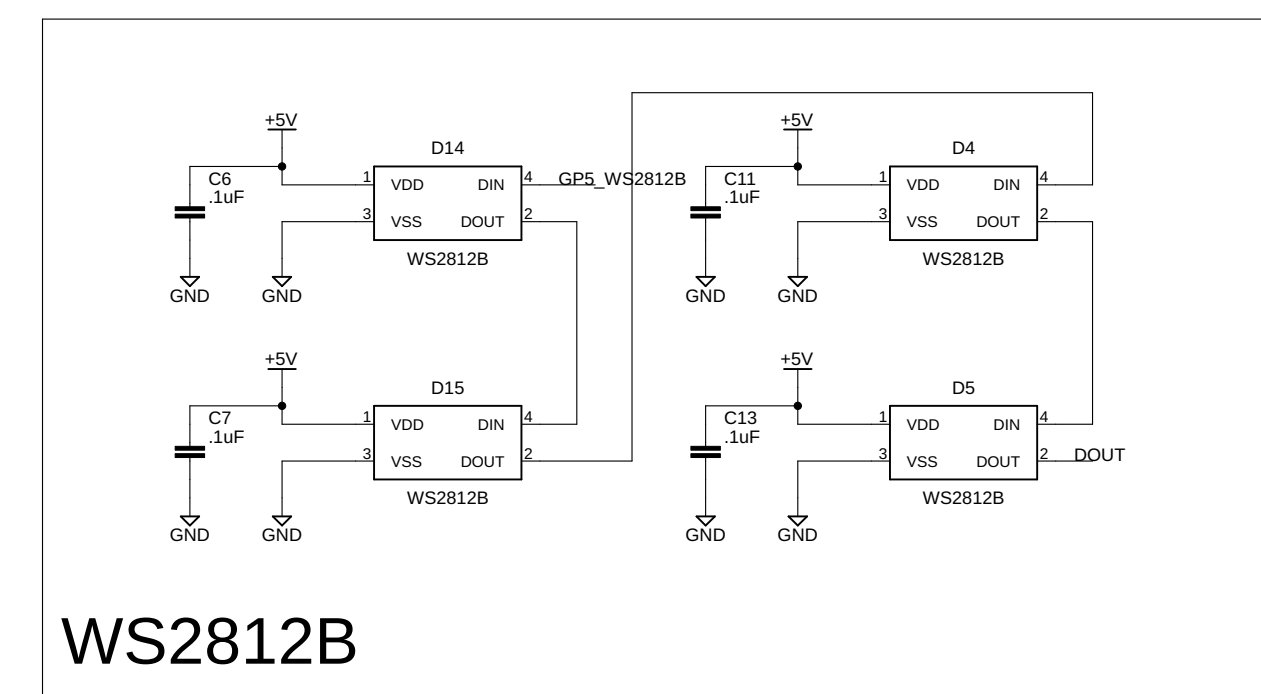 +5V
D14
C6
.1uF
1
VDD
DIN
4
GP5_WS2812B
3
VSS
DOUT
2
WS2812B
GND
GND
+5V
D4
C11
.1uF
1
VDD
DIN
4
3
VSS
DOUT
2
WS2812B
GND
GND
+5V
D15
C7
.1uF
1
VDD
DIN
4
3
VSS
DOUT
2
WS2812B
GND
GND
+5V
D5
C13
.1uF
1
VDD
DIN
4
3
VSS
DOUT
2
DOUT
WS2812B
GND
GND
WS2812B